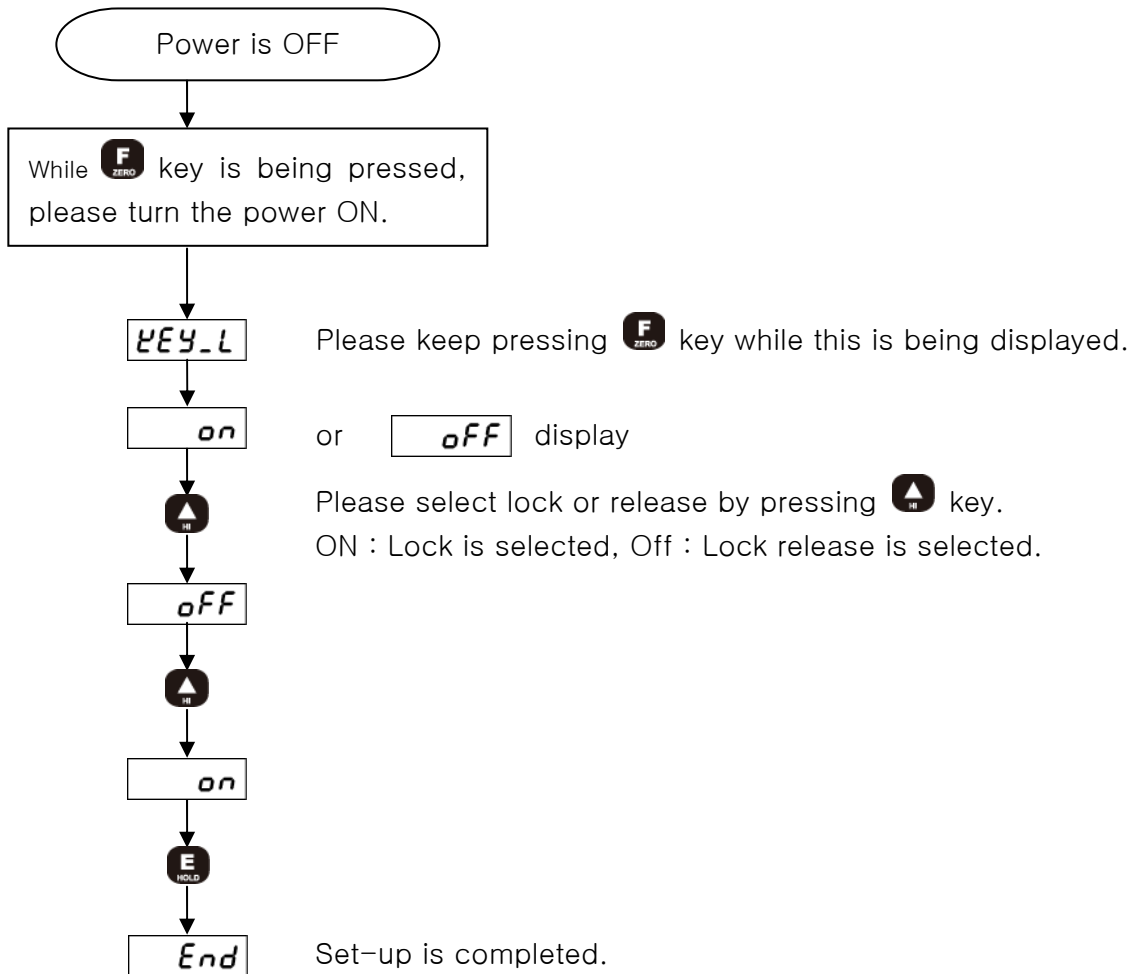 Power is OFF
While F ZERO key is being pressed,
please turn the power ON.
KEY_L Please keep pressing F ZERO key while this is being displayed.
on or oFF display
HI Please select lock or release by pressing HI key.
ON : Lock is selected, Off : Lock release is selected.
oFF
HI
on
E HOLD
End Set-up is completed.